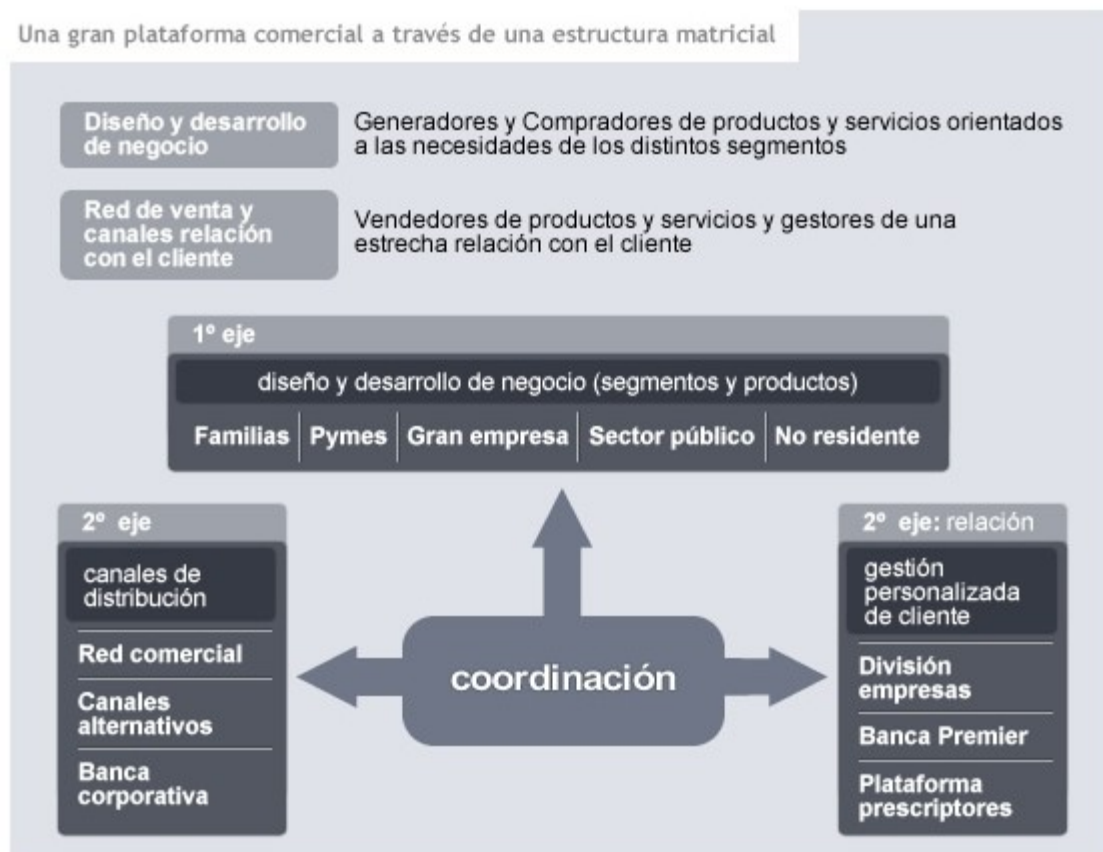 Una gran plataforma comercial a través de una estructura matricial
Diseño y desarrollo
de negocio
Generadores y Compradores de productos y servicios orientados
a las necesidades de los distintos segmentos
Red de venta y
canales relación
con el cliente
Vendedores de productos y servicios y gestores de una
estrecha relación con el cliente
1º eje
diseño y desarrollo de negocio (segmentos y productos)
Familias Pymes Gran empresa Sector público No residente
2º eje
canales de
distribución
Red comercial
Canales
alternativos
Banca
corporativa
coordinación
2º eje: relación
gestión
personalizada
de cliente
División
empresas
Banca Premier
Plataforma
prescriptores